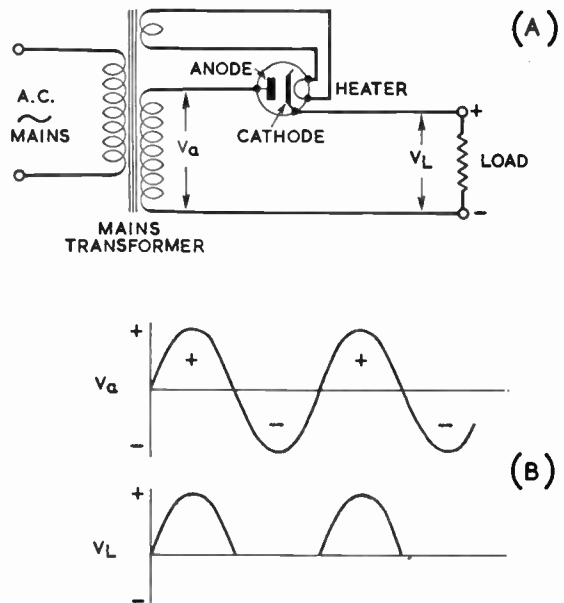 (A)
ANODE
HEATER
A.C.
~
MAINS
CATHODE
Va
VL
+
LOAD
-
MAINS
TRANSFORMER
+
Va
-
+
-
+
-
(B)
+
VL
-